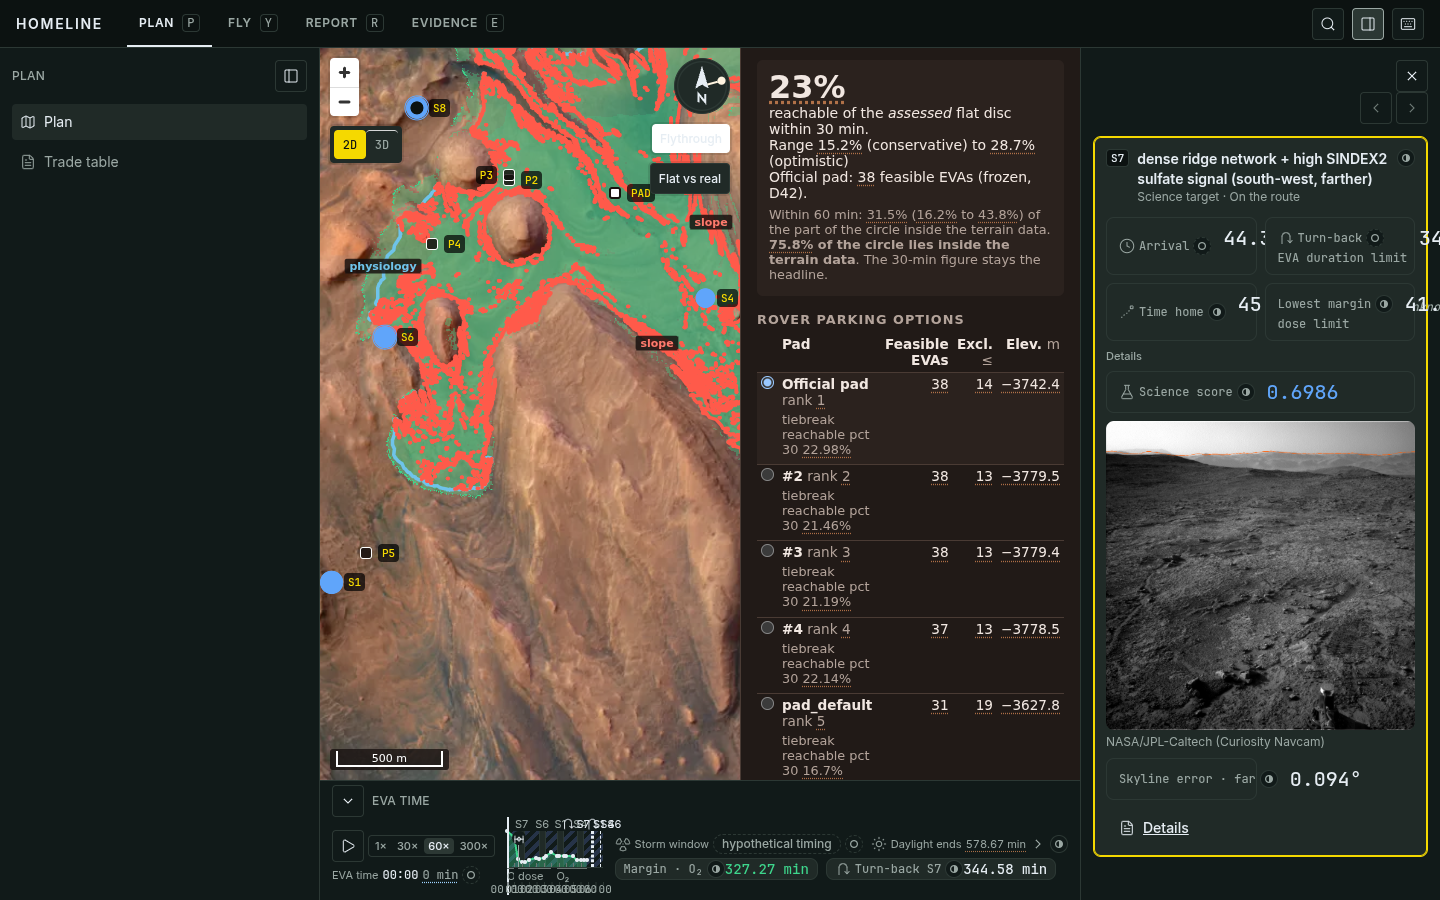 HOMELINE
PLAN P
FLY Y
REPORT R
EVIDENCE E
PLAN
Plan
Trade table
+
−
2D 3D
N
Flythrough
Flat vs real
S8
P3
P2
PAD
slope
P4
physiology
S4
S6
slope
P5
S1
500 m
23%
reachable of the assessed flat disc
within 30 min.
Range 15.2% (conservative) to 28.7%
(optimistic)
Official pad: 38 feasible EVAs (frozen,
D42).
Within 60 min: 31.5% (16.2% to 43.8%) of
the part of the circle inside the terrain data.
75.8% of the circle lies inside the
terrain data. The 30-min figure stays the
headline.
ROVER PARKING OPTIONS
Pad Feasible EVAs Excl. ≤ Elev. m
Official pad 38 14 −3742.4
rank 1
tiebreak
reachable pct
30 22.98%
#2 rank 2 38 13 −3779.5
tiebreak
reachable pct
30 21.46%
#3 rank 3 38 13 −3779.4
tiebreak
reachable pct
30 21.19%
#4 rank 4 37 13 −3778.5
tiebreak
reachable pct
30 22.14%
pad_default 31 19 −3627.8
rank 5
tiebreak
reachable pct
30 16.7%
S7 dense ridge network + high SINDEX2
sulfate signal (south-west, farther)
Science target · On the route
Arrival 44.3
Turn-back 34
EVA duration limit
Time home 45
Lowest margin 41.
dose limit
Details
Science score 0.6986
NASA/JPL-Caltech (Curiosity Navcam)
Skyline error · far 0.094°
Details
EVA TIME
1× 30× 60× 300×
EVA time 00:00 0 min
S7 S6
dose O₂
Storm window hypothetical timing
Daylight ends 578.67 min
Margin · O₂ 327.27 min
Turn-back S7 344.58 min